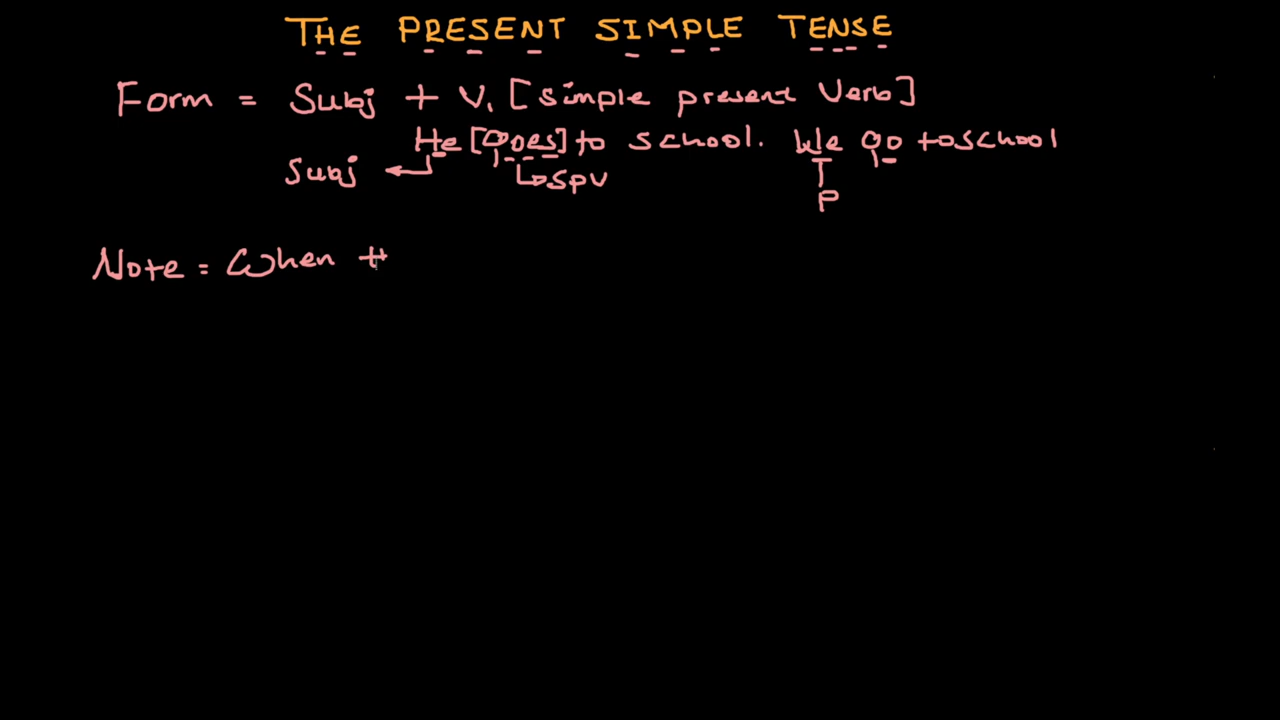 THE PRESENT SIMPLE TENSE
Form = Subj + V₁ [simple present Verb]
He [goes] to school. We go to school
Subj ← ↳ SPV
P
Note = When t